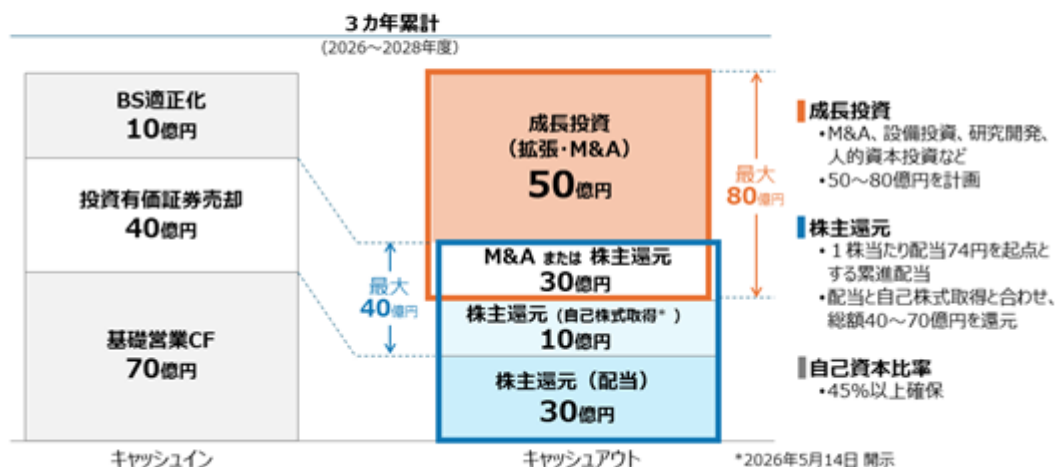 ３カ年累計
(2026～2028年度)
BS適正化
10億円
投資有価証券売却
40億円
基礎営業CF
70億円
キャッシュイン
最大
40億円
成長投資
（拡張・M&A）
50億円
M&A または 株主還元
30億円
株主還元（自己株式取得*）
10億円
株主還元（配当）
30億円
キャッシュアウト
最大
80億円
成長投資
・M&A、設備投資、研究開発、
人的資本投資など
・50～80億円を計画
株主還元
・１株当たり配当74円を起点と
する累進配当
・配当と自己株式取得と合わせ、
総額40～70億円を還元
自己資本比率
・45%以上確保
*2026年5月14日 開示